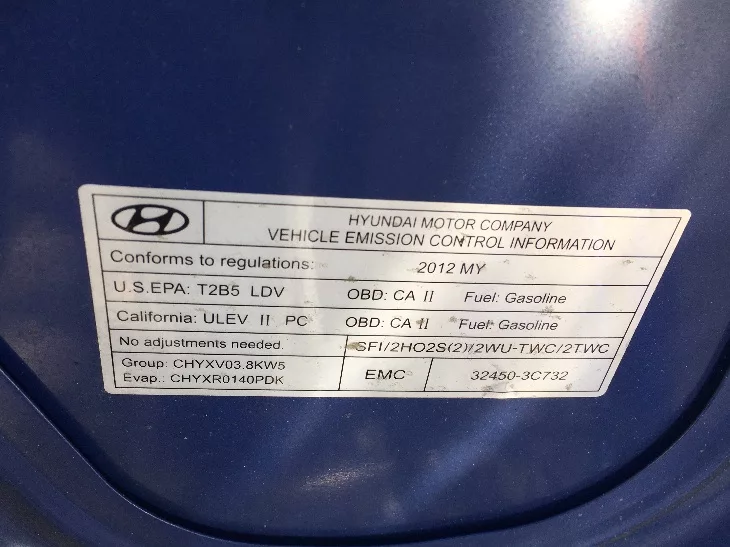 HYUNDAI MOTOR COMPANY
VEHICLE EMISSION CONTROL INFORMATION
Conforms to regulations: 2012 MY
U.S.EPA: T2B5 LDV OBD: CA II Fuel: Gasoline
California: ULEV II PC OBD: CA II Fuel: Gasoline
No adjustments needed. SFI/2HO2S(2)/2WU-TWC/2TWC
Group: CHYXV03.8KW5
Evap.: CHYXR0140PDK
EMC 32450-3C732